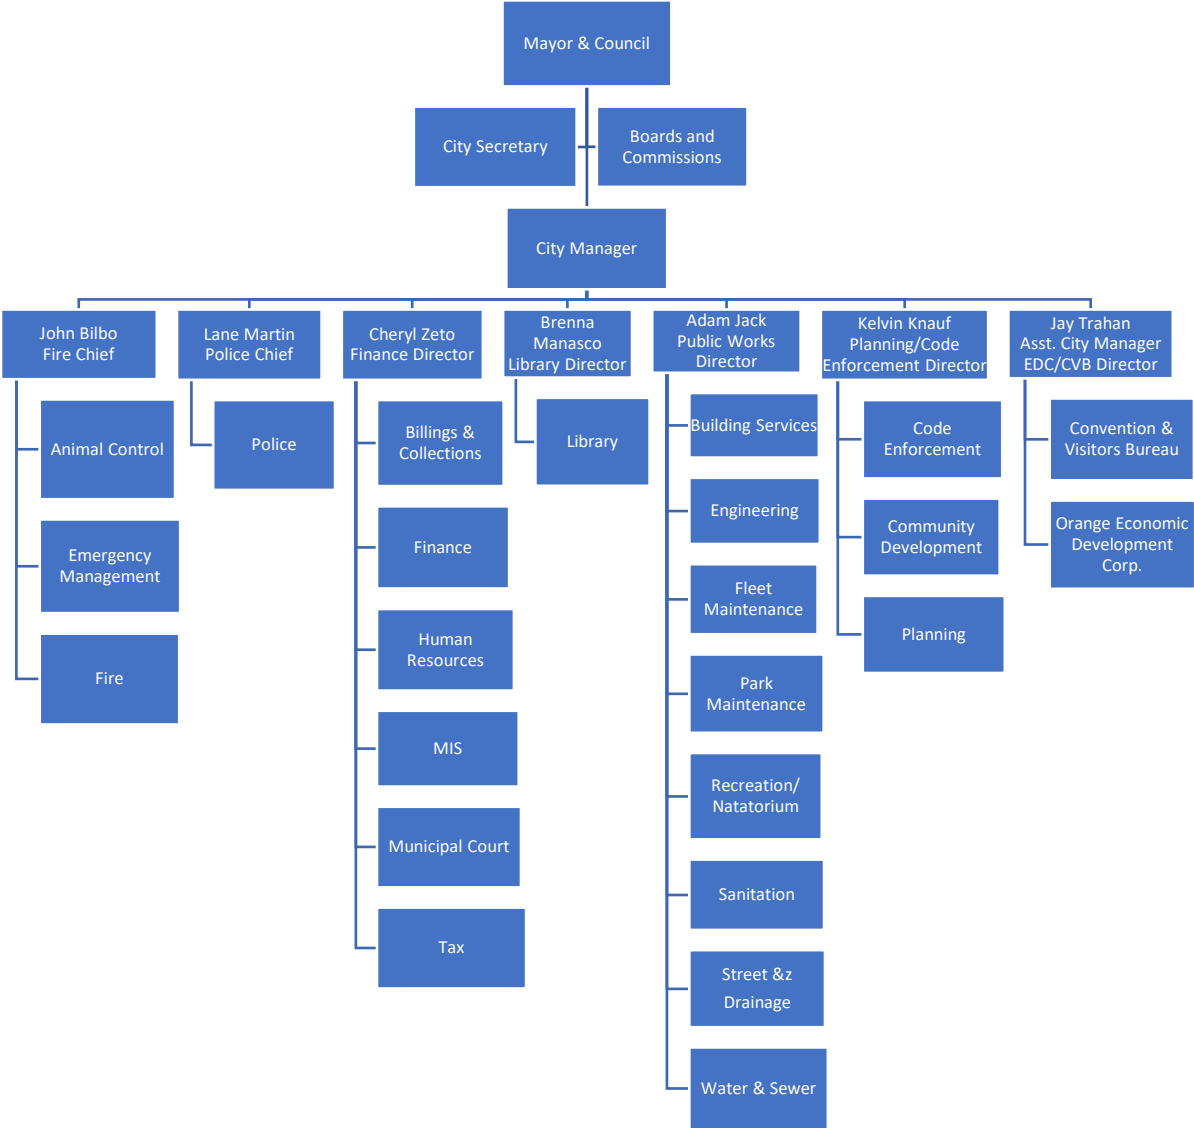 Mayor & Council
City Secretary
Boards and
Commissions
City Manager
John Bilbo
Fire Chief
Lane Martin
Police Chief
Cheryl Zeto
Finance Director
Brenna
Manasco
Library Director
Adam Jack
Public Works
Director
Kelvin Knauf
Planning/Code
Enforcement Director
Jay Trahan
Asst. City Manager
EDC/CVB Director
Animal Control
Emergency
Management
Fire
Police
Billings &
Collections
Finance
Human
Resources
MIS
Municipal Court
Tax
Library
Building Services
Engineering
Fleet
Maintenance
Park
Maintenance
Recreation/
Natatorium
Sanitation
Street &z
Drainage
Water & Sewer
Code
Enforcement
Community
Development
Planning
Convention &
Visitors Bureau
Orange Economic
Development
Corp.